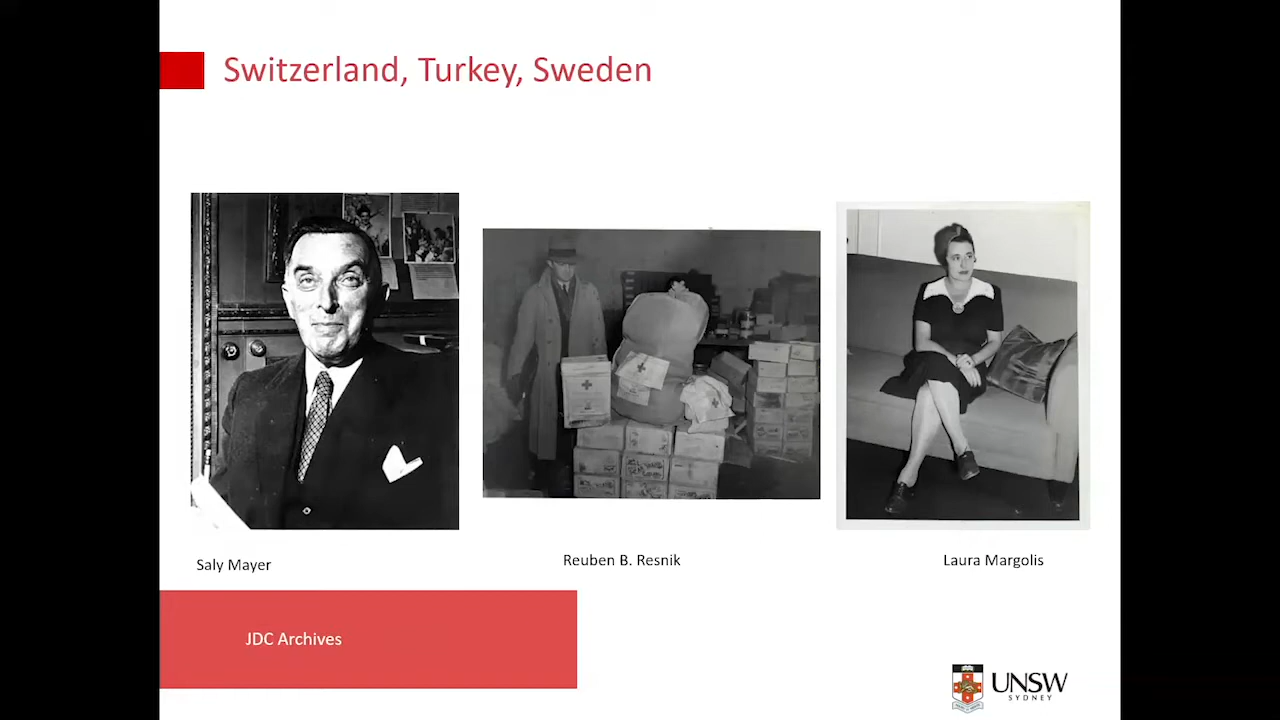 Switzerland, Turkey, Sweden
Saly Mayer
Reuben B. Resnik
Laura Margolis
JDC Archives
UNSW
SYDNEY